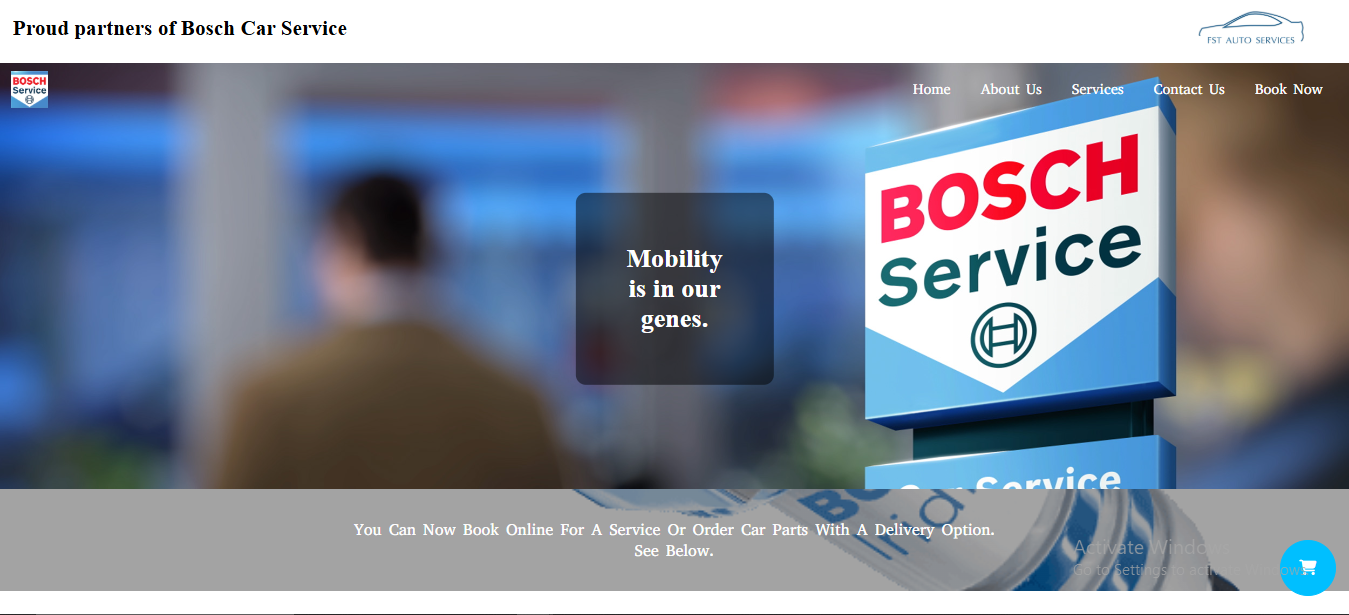 Proud partners of Bosch Car Service
FST AUTO SERVICES
BOSCH
Service
Home About Us Services Contact Us Book Now
BOSCH
Service
Mobility
is in our
genes.
Car Service
You Can Now Book Online For A Service Or Order Car Parts With A Delivery Option.
See Below.
Activate Windows
Go to Settings to activate Windows.